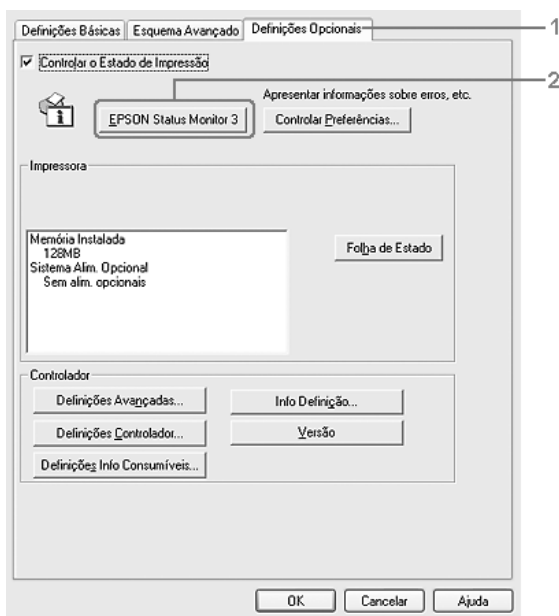 Definições Básicas Esquema Avançado Definições Opcionais 1
Controlar o Estado de Impressão
2
Apresentar informações sobre erros, etc.
EPSON Status Monitor 3 Controlar Preferências...
Impressora
Memória Instalada
128MB
Sistema Alim. Opcional
Sem alim. opcionais
Folha de Estado
Controlador
Definições Avançadas... Info Definição...
Definições Controlador... Versão
Definições Info Consumíveis...
OK Cancelar Ajuda